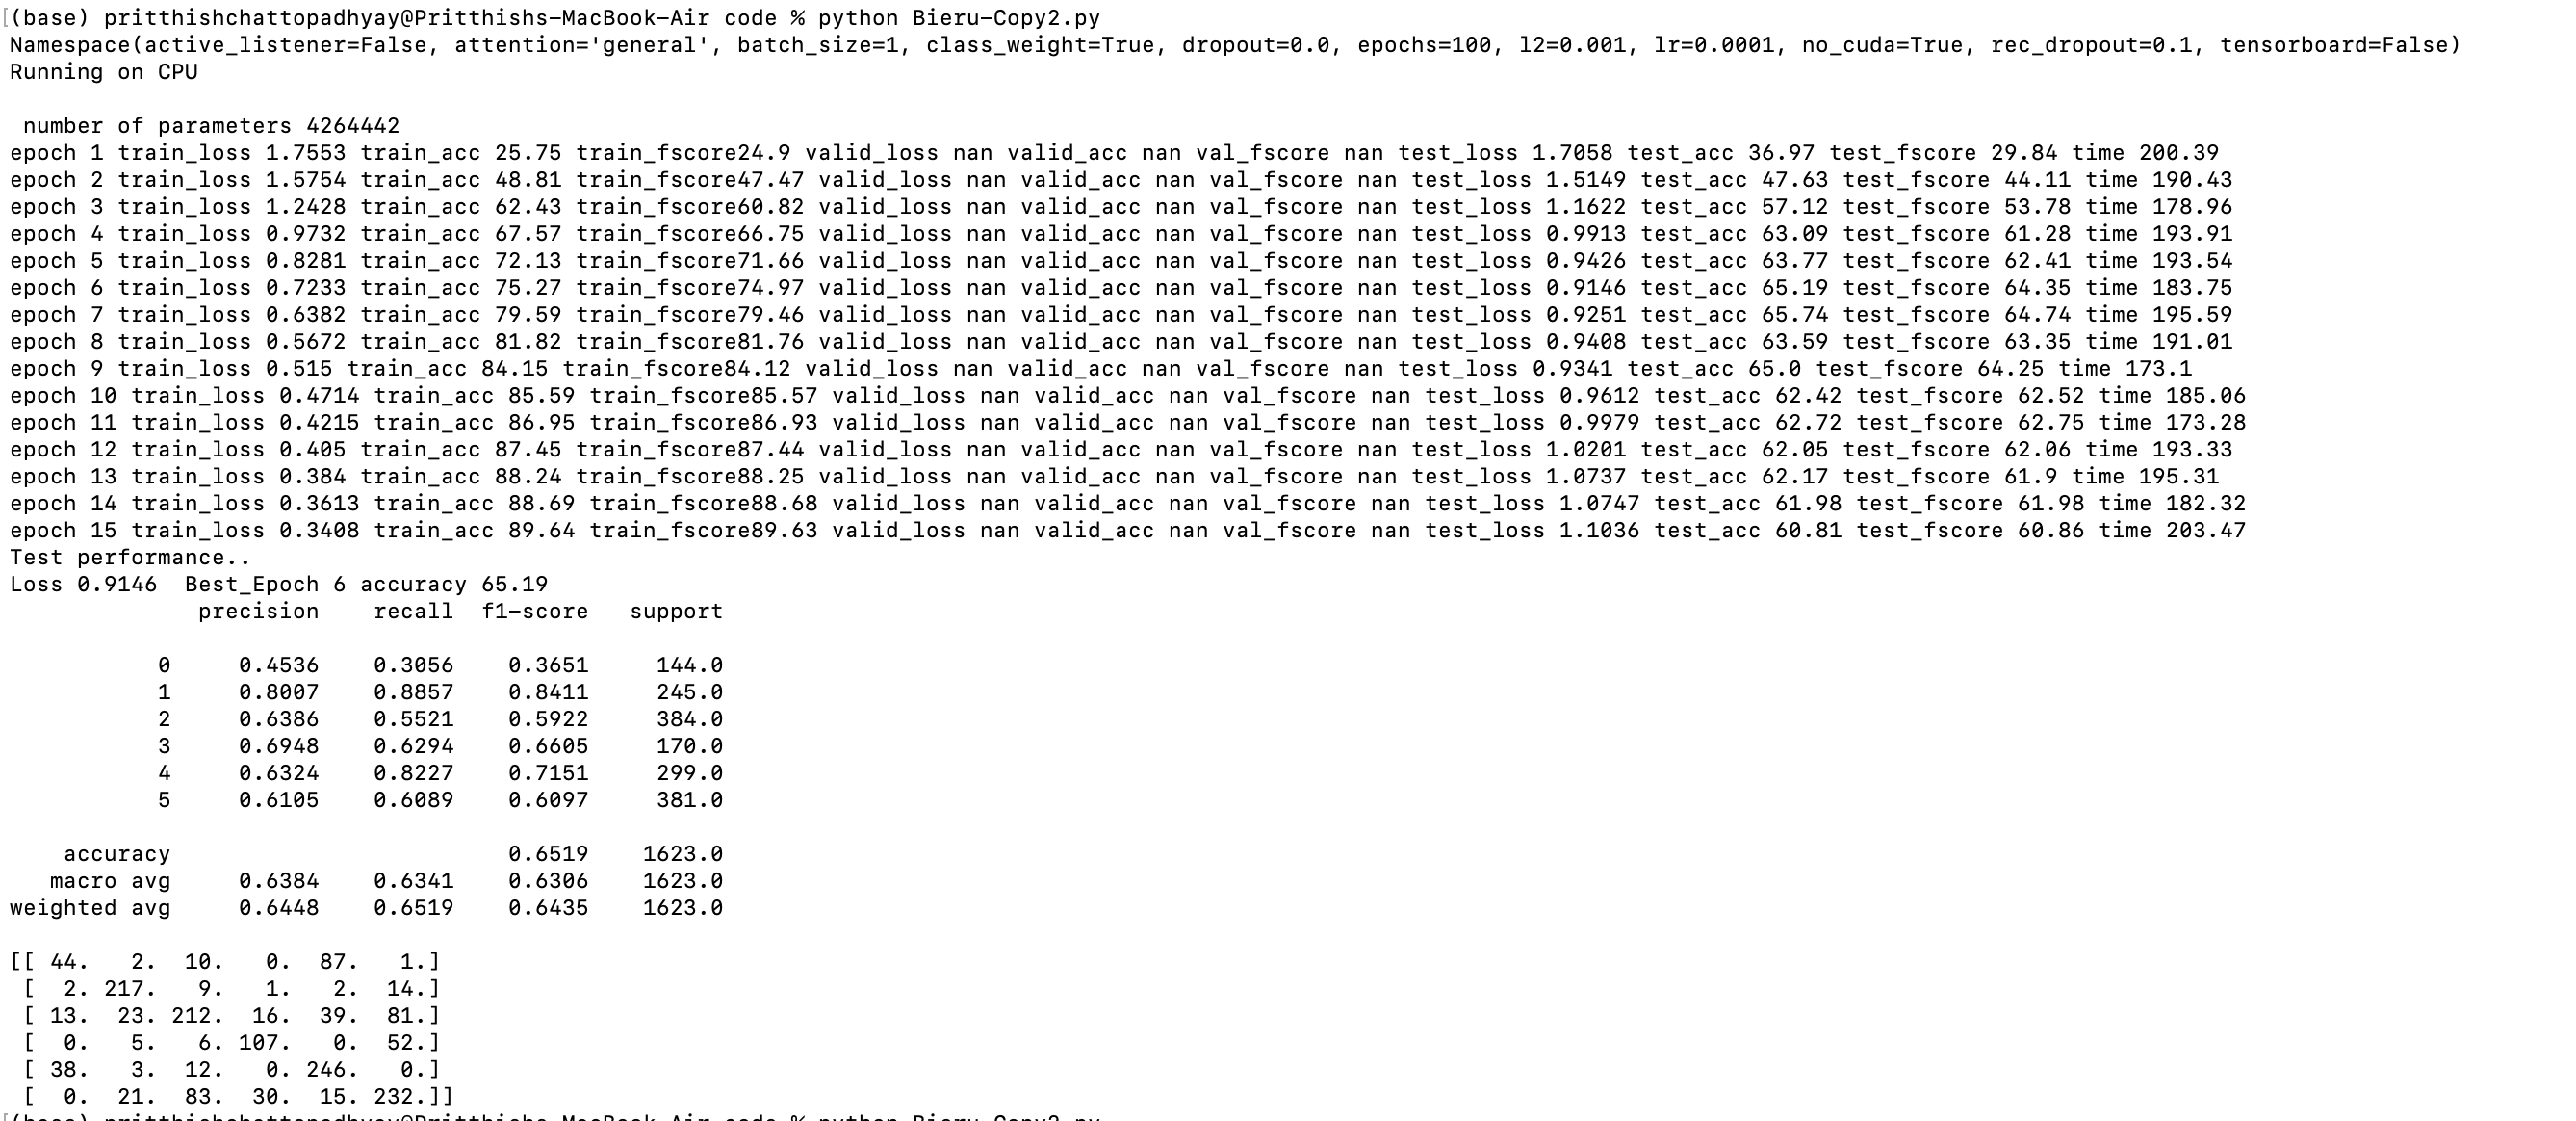 (base) pritthishchattopadhyay@Pritthishs-MacBook-Air code % python Bieru-Copy2.py
Namespace(active_listener=False, attention='general', batch_size=1, class_weight=True, dropout=0.0, epochs=100, l2=0.001, lr=0.0001, no_cuda=True, rec_dropout=0.1, tensorboard=False)
Running on CPU
number of parameters 4264442
epoch 1 train_loss 1.7553 train_acc 25.75 train_fscore24.9 valid_loss nan valid_acc nan val_fscore nan test_loss 1.7058 test_acc 36.97 test_fscore 29.84 time 200.39
epoch 2 train_loss 1.5754 train_acc 48.81 train_fscore47.47 valid_loss nan valid_acc nan val_fscore nan test_loss 1.5149 test_acc 47.63 test_fscore 44.11 time 190.43
epoch 3 train_loss 1.2428 train_acc 62.43 train_fscore60.82 valid_loss nan valid_acc nan val_fscore nan test_loss 1.1622 test_acc 57.12 test_fscore 53.78 time 178.96
epoch 4 train_loss 0.9732 train_acc 67.57 train_fscore66.75 valid_loss nan valid_acc nan val_fscore nan test_loss 0.9913 test_acc 63.09 test_fscore 61.28 time 193.91
epoch 5 train_loss 0.8281 train_acc 72.13 train_fscore71.66 valid_loss nan valid_acc nan val_fscore nan test_loss 0.9426 test_acc 63.77 test_fscore 62.41 time 193.54
epoch 6 train_loss 0.7233 train_acc 75.27 train_fscore74.97 valid_loss nan valid_acc nan val_fscore nan test_loss 0.9146 test_acc 65.19 test_fscore 64.35 time 183.75
epoch 7 train_loss 0.6382 train_acc 79.59 train_fscore79.46 valid_loss nan valid_acc nan val_fscore nan test_loss 0.9251 test_acc 65.74 test_fscore 64.74 time 195.59
epoch 8 train_loss 0.5672 train_acc 81.82 train_fscore81.76 valid_loss nan valid_acc nan val_fscore nan test_loss 0.9408 test_acc 63.59 test_fscore 63.35 time 191.01
epoch 9 train_loss 0.515 train_acc 84.15 train_fscore84.12 valid_loss nan valid_acc nan val_fscore nan test_loss 0.9341 test_acc 65.0 test_fscore 64.25 time 173.1
epoch 10 train_loss 0.4714 train_acc 85.59 train_fscore85.57 valid_loss nan valid_acc nan val_fscore nan test_loss 0.9612 test_acc 62.42 test_fscore 62.52 time 185.06
epoch 11 train_loss 0.4215 train_acc 86.95 train_fscore86.93 valid_loss nan valid_acc nan val_fscore nan test_loss 0.9979 test_acc 62.72 test_fscore 62.75 time 173.28
epoch 12 train_loss 0.405 train_acc 87.45 train_fscore87.44 valid_loss nan valid_acc nan val_fscore nan test_loss 1.0201 test_acc 62.05 test_fscore 62.06 time 193.33
epoch 13 train_loss 0.384 train_acc 88.24 train_fscore88.25 valid_loss nan valid_acc nan val_fscore nan test_loss 1.0737 test_acc 62.17 test_fscore 61.9 time 195.31
epoch 14 train_loss 0.3613 train_acc 88.69 train_fscore88.68 valid_loss nan valid_acc nan val_fscore nan test_loss 1.0747 test_acc 61.98 test_fscore 61.98 time 182.32
epoch 15 train_loss 0.3408 train_acc 89.64 train_fscore89.63 valid_loss nan valid_acc nan val_fscore nan test_loss 1.1036 test_acc 60.81 test_fscore 60.86 time 203.47
Test performance..
Loss 0.9146  Best_Epoch 6 accuracy 65.19
precision    recall  f1-score   support
0     0.4536    0.3056    0.3651     144.0
1     0.8007    0.8857    0.8411     245.0
2     0.6386    0.5521    0.5922     384.0
3     0.6948    0.6294    0.6605     170.0
4     0.6324    0.8227    0.7151     299.0
5     0.6105    0.6089    0.6097     381.0
accuracy                         0.6519    1623.0
macro avg     0.6384    0.6341    0.6306    1623.0
weighted avg     0.6448    0.6519    0.6435    1623.0
[[ 44.   2.  10.   0.  87.   1.]
[  2. 217.   9.   1.   2.  14.]
[ 13.  23. 212.  16.  39.  81.]
[  0.   5.   6. 107.   0.  52.]
[ 38.   3.  12.   0. 246.   0.]
[  0.  21.  83.  30.  15. 232.]]
(base) pritthishchattopadhyay@Pritthishs-MacBook-Air code % python Bieru-Copy2.py